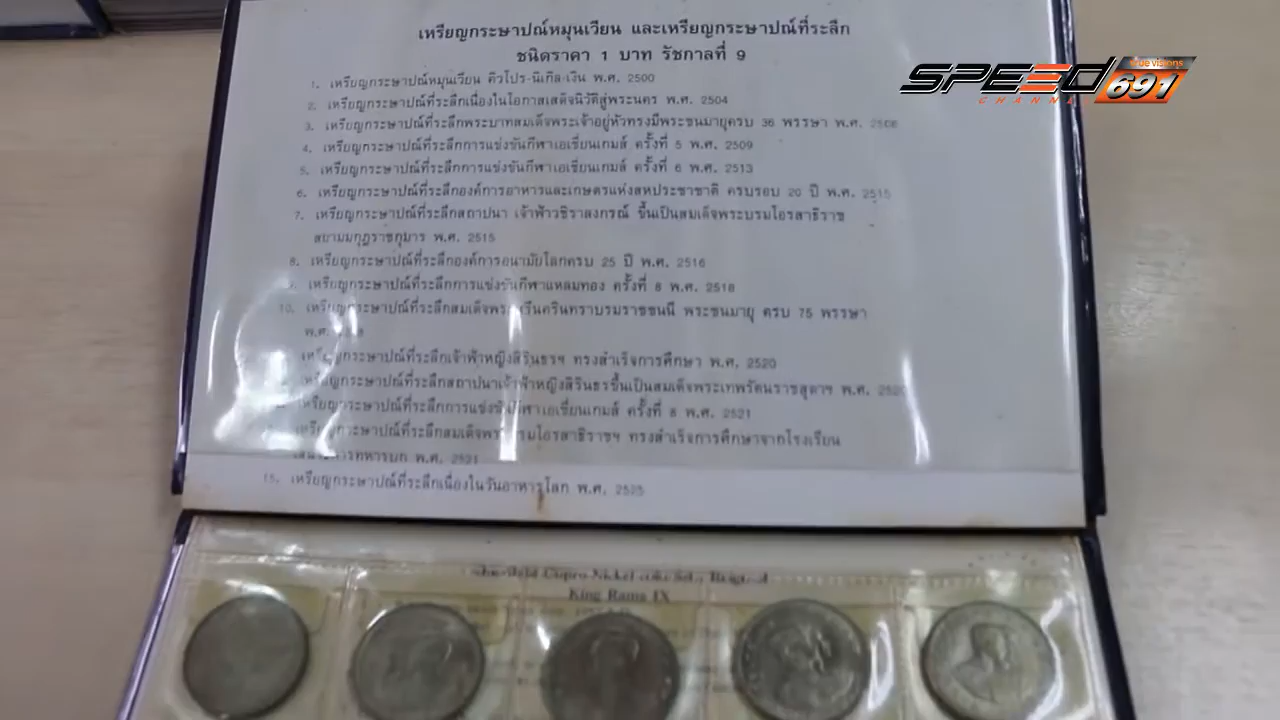 เหรียญกระษาปณ์หมุนเวียน และเหรียญกระษาปณ์ที่ระลึก
ชนิดราคา 1 บาท รัชกาลที่ 9
1. เหรียญกระษาปณ์หมุนเวียน คิวโปร-นิเกิล-เงิน พ.ศ. 2500
2. เหรียญกระษาปณ์ที่ระลึกเนื่องในโอกาสเสด็จนิวัติสู่พระนคร พ.ศ. 2504
3. เหรียญกระษาปณ์ที่ระลึกพระบาทสมเด็จพระเจ้าอยู่หัวทรงมีพระชนมายุครบ 36 พรรษา พ.ศ. 2506
4. เหรียญกระษาปณ์ที่ระลึกการแข่งขันกีฬาเอเชี่ยนเกมส์ ครั้งที่ 5 พ.ศ. 2509
5. เหรียญกระษาปณ์ที่ระลึกการแข่งขันกีฬาเอเชี่ยนเกมส์ ครั้งที่ 6 พ.ศ. 2513
6. เหรียญกระษาปณ์ที่ระลึกองค์การอาหารและเกษตรแห่งสหประชาชาติ ครบรอบ 20 ปี พ.ศ. 2515
7. เหรียญกระษาปณ์ที่ระลึกสถาปนา เจ้าฟ้าวชิราลงกรณ์ ขึ้นเป็นสมเด็จพระบรมโอรสาธิราช
สยามมกุฎราชกุมาร พ.ศ. 2515
8. เหรียญกระษาปณ์ที่ระลึกองค์การอนามัยโลกครบ 25 ปี พ.ศ. 2516
เหรียญกระษาปณ์ที่ระลึกการแข่งขันกีฬาแหลมทอง ครั้งที่ 8 พ.ศ. 2518
10. เหรียญกระษาปณ์ที่ระลึกสมเด็จพระศรีนครินทราบรมราชชนนี พระชนมายุ ครบ 75 พรรษา
พ.ศ.
เหรียญกระษาปณ์ที่ระลึกเจ้าฟ้าหญิงสิรินธรฯ ทรงสำเร็จการศึกษา พ.ศ. 2520
เหรียญกระษาปณ์ที่ระลึกสถาปนาเจ้าฟ้าหญิงสิรินธรขึ้นเป็นสมเด็จพระเทพรัตนราชสุดาฯ พ.ศ. 2520
เหรียญกระษาปณ์ที่ระลึกการแข่งขันกีฬาเอเชี่ยนเกมส์ ครั้งที่ 8 พ.ศ. 2521
เหรียญกระษาปณ์ที่ระลึกสมเด็จพระบรมโอรสาธิราชฯ ทรงสำเร็จการศึกษาจากโรงเรียน
พ.ศ. 2521
15. เหรียญกระษาปณ์ที่ระลึกเนื่องในวันอาหารโลก พ.ศ. 2525
Cupro-Nickel
King Rama IX
SPEED 691
CHANNEL